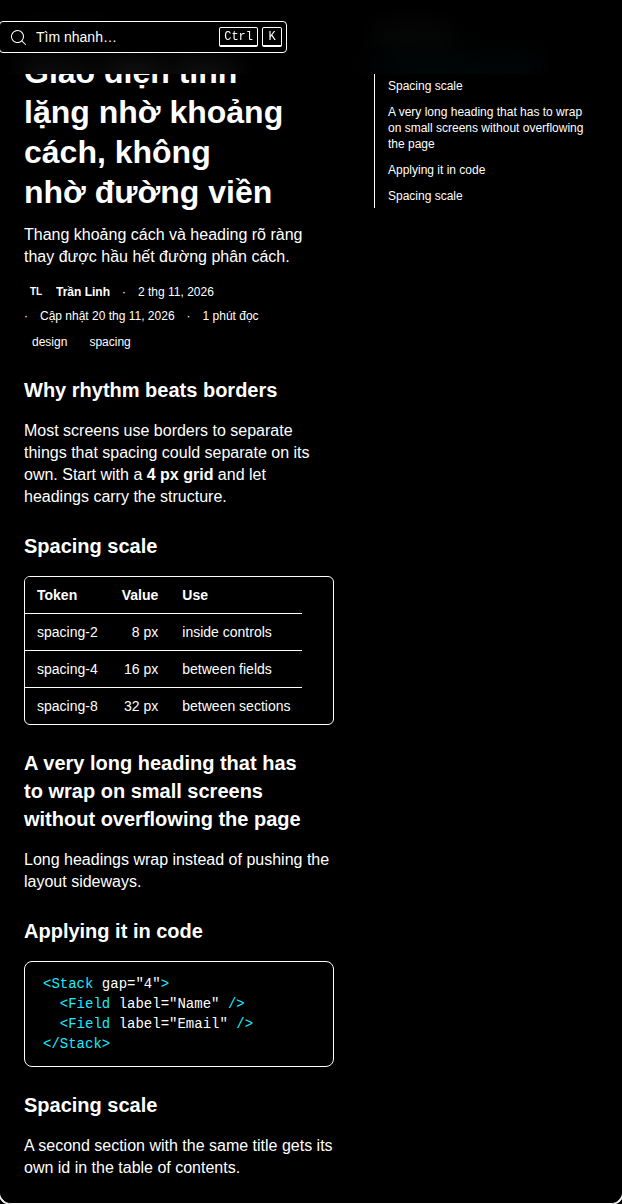 Tìm nhanh…
Ctrl K
Giao diện tĩnh
lặng nhờ khoảng
cách, không
nhờ đường viền
Thang khoảng cách và heading rõ ràng
thay được hầu hết đường phân cách.
TL Trần Linh · 2 thg 11, 2026
· Cập nhật 20 thg 11, 2026 · 1 phút đọc
design spacing
Why rhythm beats borders
Most screens use borders to separate
things that spacing could separate on its
own. Start with a 4 px grid and let
headings carry the structure.
Spacing scale
Token Value Use
spacing-2 8 px inside controls
spacing-4 16 px between fields
spacing-8 32 px between sections
A very long heading that has
to wrap on small screens
without overflowing the page
Long headings wrap instead of pushing the
layout sideways.
Applying it in code
<Stack gap="4">
  <Field label="Name" />
  <Field label="Email" />
</Stack>
Spacing scale
A second section with the same title gets its
own id in the table of contents.
Spacing scale
A very long heading that has to wrap
on small screens without overflowing
the page
Applying it in code
Spacing scale